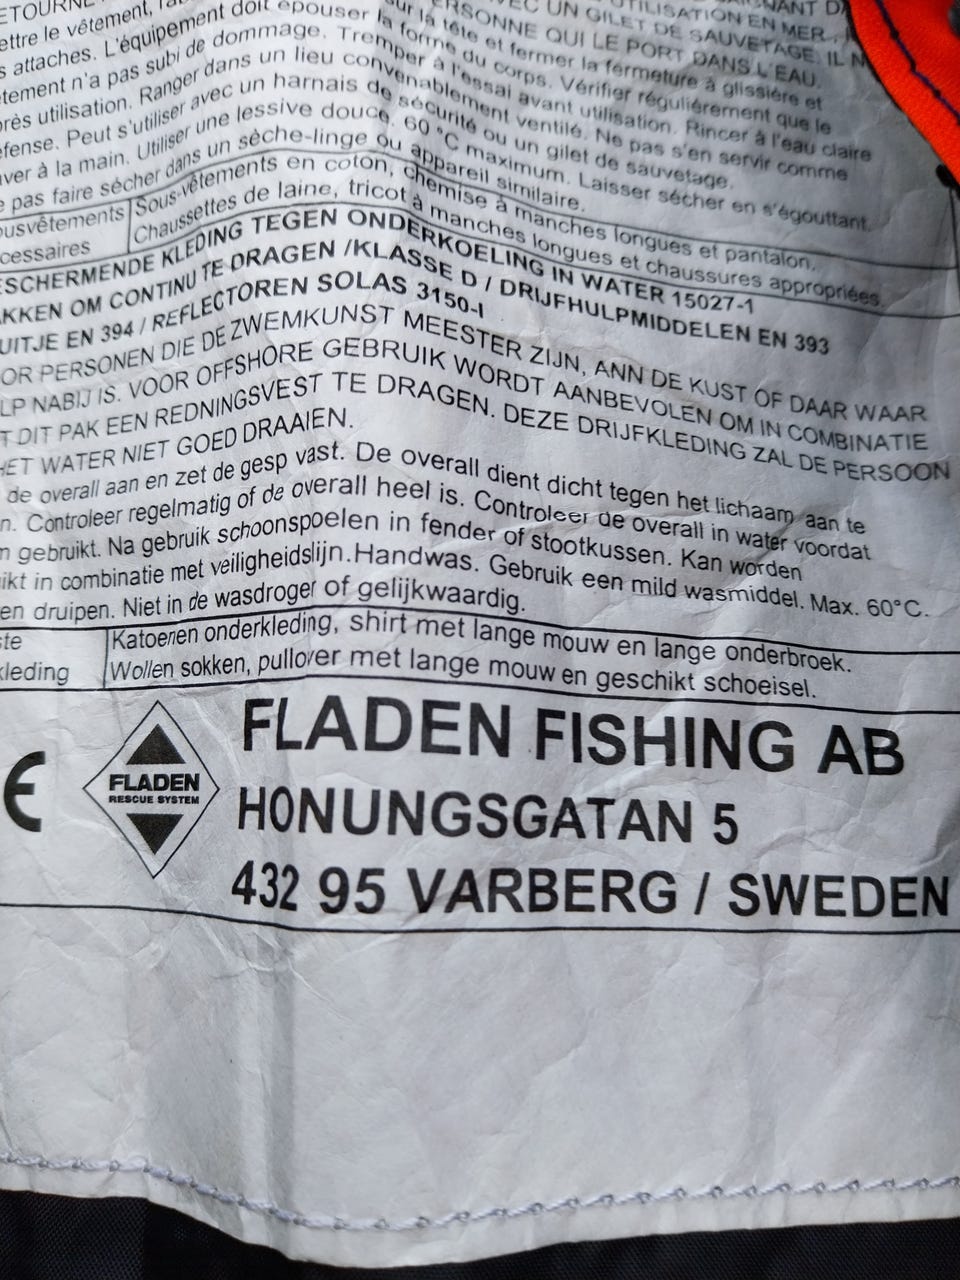 ettre le vêtement,
EC UN GILET DE SAUVETAGE. IL N
s attaches. L'équipement doit épouser la forme du corps. Vérifier régulièrement que le
tement n'a pas subi de dommage. Tremper à l'essai avant utilisation. Rincer à l'eau claire
rès utilisation. Ranger dans un lieu convenablement ventilé. Ne pas s'en servir comme
éfense. Peut s'utiliser avec un harnais de sécurité ou un gilet de sauvetage.
ver à la main. Utiliser une lessive douce. 60 °C maximum. Laisser sécher en s'égouttant.
e pas faire sécher dans un sèche-linge ou appareil similaire.
ousvêtements Sous-vêtements en coton, chemise à manches longues et pantalon.
cessaires Chaussettes de laine, tricot à manches longues et chaussures appropriées.
ESCHERMENDE KLEDING TEGEN ONDERKOELING IN WATER 15027-1
AKKEN OM CONTINU TE DRAGEN /KLASSE D / DRIJFHULPMIDDELEN EN 393
UITJE EN 394 / REFLECTOREN SOLAS 3150-I
OR PERSONEN DIE DE ZWEMKUNST MEESTER ZIJN, ANN DE KUST OF DAAR WAAR
LP NABIJ IS. VOOR OFFSHORE GEBRUIK WORDT AANBEVOLEN OM IN COMBINATIE
T DIT PAK EEN REDNINGSVEST TE DRAGEN. DEZE DRIJFKLEDING ZAL DE PERSOON
HET WATER NIET GOED DRAAIEN.
de overall aan en zet de gesp vast. De overall dient dicht tegen het lichaam aan te
n. Controleer regelmatig of de overall heel is. Controleer de overall in water voordat
n gebruikt. Na gebruik schoonspoelen in fender of stootkussen. Kan worden
ikt in combinatie met veiligheidslijn.Handwas. Gebruik een mild wasmiddel. Max. 60°C.
en druipen. Niet in de wasdroger of gelijkwaardig.
ste Katoenen onderkleding, shirt met lange mouw en lange onderbroek.
kleding Wollen sokken, pullover met lange mouw en geschikt schoeisel.
FLADEN FISHING AB
CE
FLADEN
RESCUE SYSTEM
HONUNGSGATAN 5
432 95 VARBERG / SWEDEN